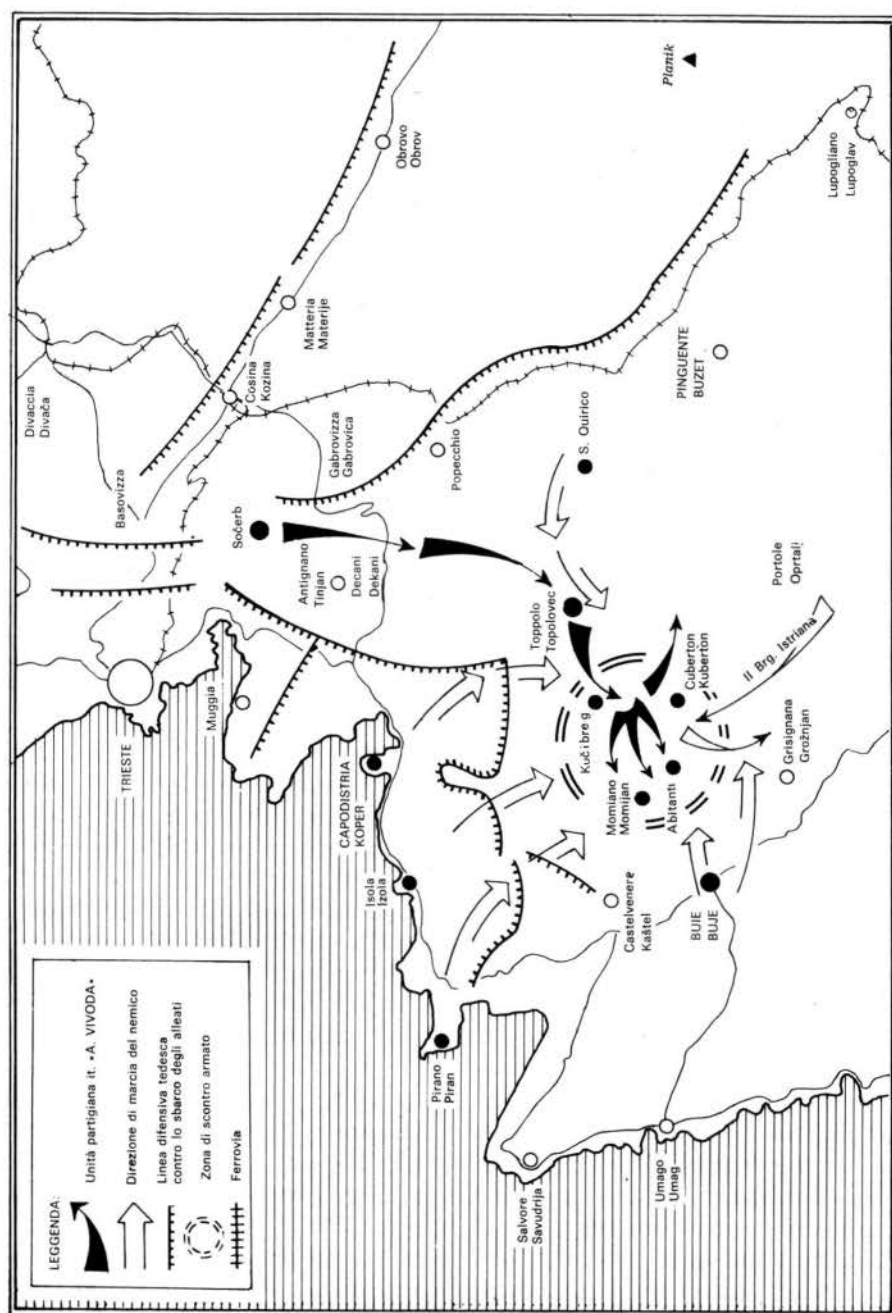 LEGGENDA:
Unità partigiana it. «A. VIVODA»
Direzione di marcia del nemico
Linea difensiva tedesca
contro lo sbarco degli alleati
Zona di scontro armato
Ferrovia
TRIESTE
Muggia
Basovizza
Divaccia
Divača
Cosina
Kozina
Matteria
Materije
Obrovo
Obrov
Planik
Lupogliano
Lupoglav
Sočerb
Gabrovizza
Gabrovica
Antignano
Tinjan
Decani
Dekani
Popecchio
PINGUENTE
BUZET
S. Quirico
CAPODISTRIA
KOPER
Isola
Izola
Pirano
Piran
Salvore
Savudrija
Umago
Umag
Castelvenere
Kaštel
BUIE
BUJE
Toppolo
Topolovec
Kučibreg
Momiano
Momijan
Abitanti
Cuberton
Kuberton
Grisignana
Grožnjan
Portole
Oprtalj
II Brg. Istriana